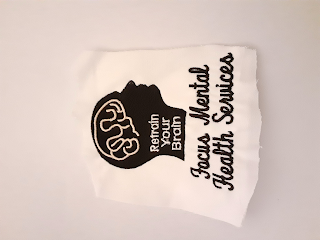 Retrain
Your
Brain
Focus Mental
Health Services